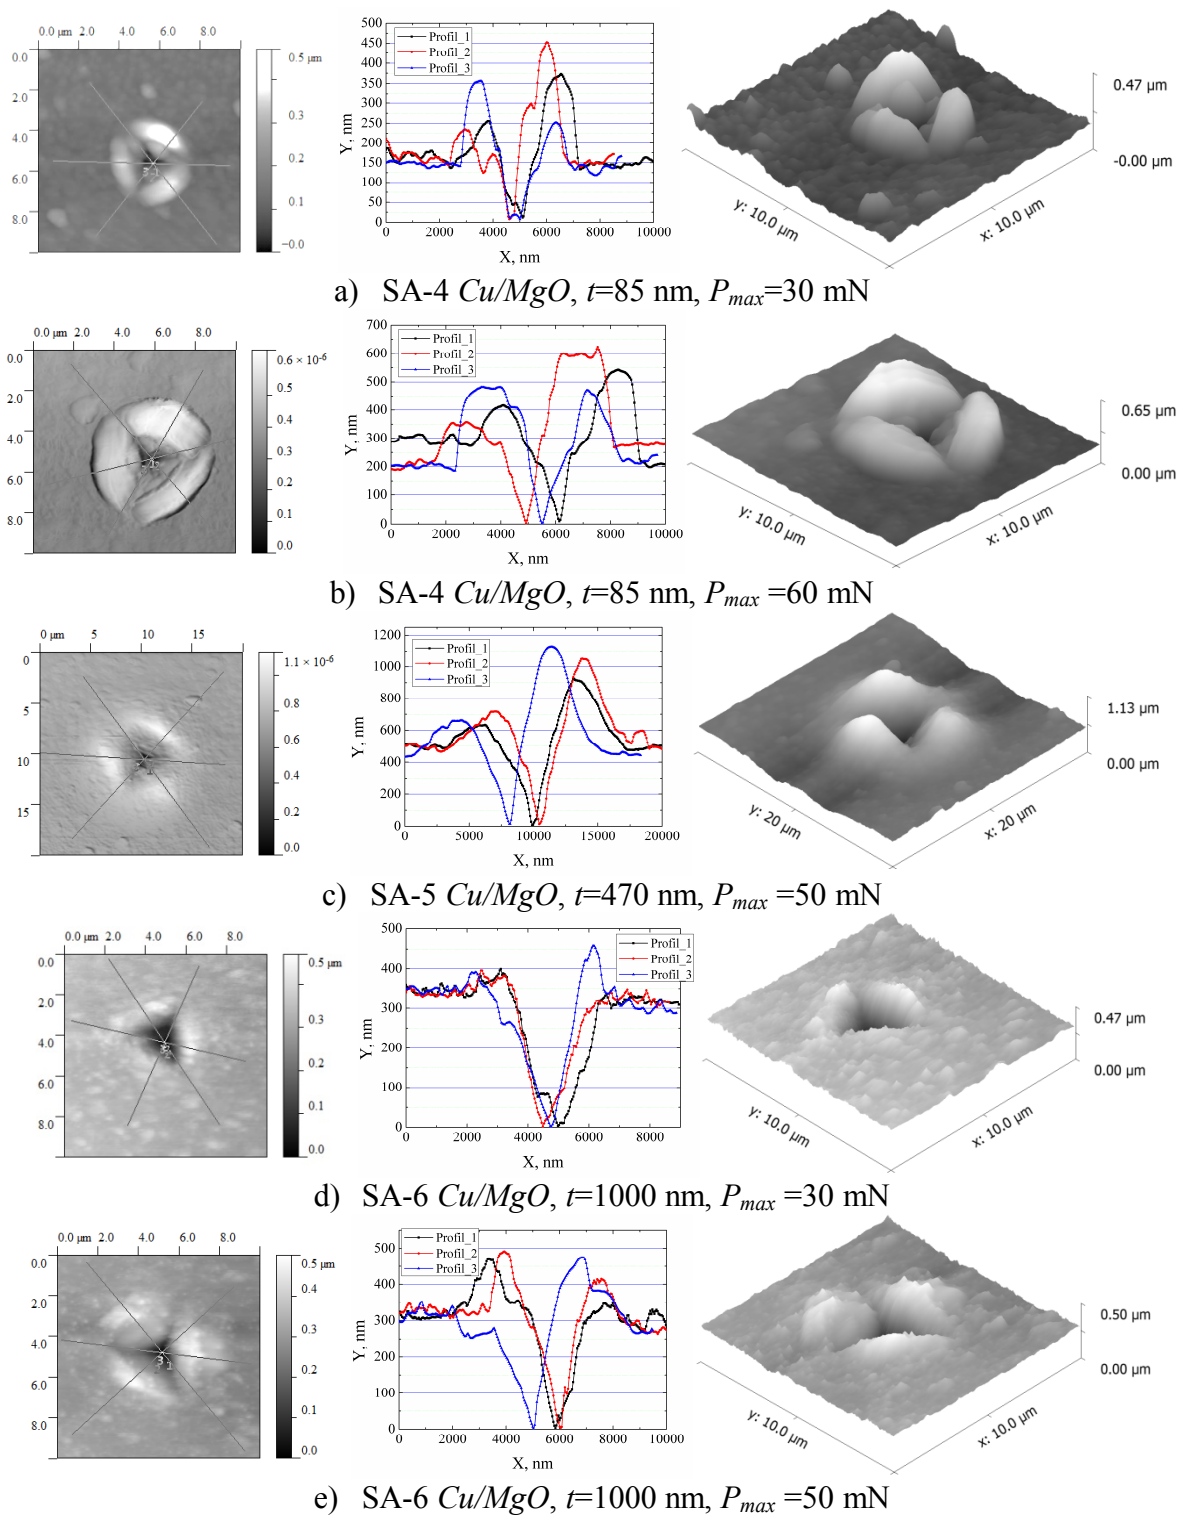 0.0 µm 2.0 4.0 6.0 8.0
0.0
2.0
4.0
6.0
8.0
3 1
0.5 µm
0.3
0.2
0.1
−0.0
Y, nm
500
450
400
350
300
250
200
150
100
50
0
Profil_1
Profil_2
Profil_3
0 2000 4000 6000 8000 10000
X, nm
0.47 µm
-0.00 µm
y: 10.0 µm
x: 10.0 µm
a) SA-4 Cu/MgO, t=85 nm, Pmax=30 mN
0.0 µm 2.0 4.0 6.0 8.0
0.0
2.0
4.0
6.0
8.0
0.6 × 10⁻⁶
0.5
0.4
0.3
0.2
0.1
0.0
Y, nm
700
600
500
400
300
200
100
0
Profil_1
Profil_2
Profil_3
0 2000 4000 6000 8000 10000
X, nm
0.65 µm
0.00 µm
y: 10.0 µm
x: 10.0 µm
b) SA-4 Cu/MgO, t=85 nm, Pmax =60 mN
0 µm 5 10 15
0
5
10
15
1.1 × 10⁻⁶
0.8
0.6
0.4
0.2
0.0
Y, nm
1200
1000
800
600
400
200
0
Profil_1
Profil_2
Profil_3
0 5000 10000 15000 20000
X, nm
1.13 µm
0.00 µm
y: 20 µm
x: 20 µm
c) SA-5 Cu/MgO, t=470 nm, Pmax =50 mN
0.0 µm 2.0 4.0 6.0 8.0
0.0
2.0
4.0
6.0
8.0
0.5 µm
0.3
0.2
0.1
0.0
Y, nm
500
400
300
200
100
0
Profil_1
Profil_2
Profil_3
0 2000 4000 6000 8000
X, nm
0.47 µm
0.00 µm
y: 10.0 µm
x: 10.0 µm
d) SA-6 Cu/MgO, t=1000 nm, Pmax =30 mN
0.0 µm 2.0 4.0 6.0 8.0
0.0
2.0
4.0
6.0
8.0
3 1
0.5 µm
0.4
0.3
0.2
0.1
0.0
Y, nm
500
400
300
200
100
0
Profil_1
Profil_2
Profil_3
0 2000 4000 6000 8000 10000
X, nm
0.50 µm
0.00 µm
y: 10.0 µm
x: 10.0 µm
e) SA-6 Cu/MgO, t=1000 nm, Pmax =50 mN